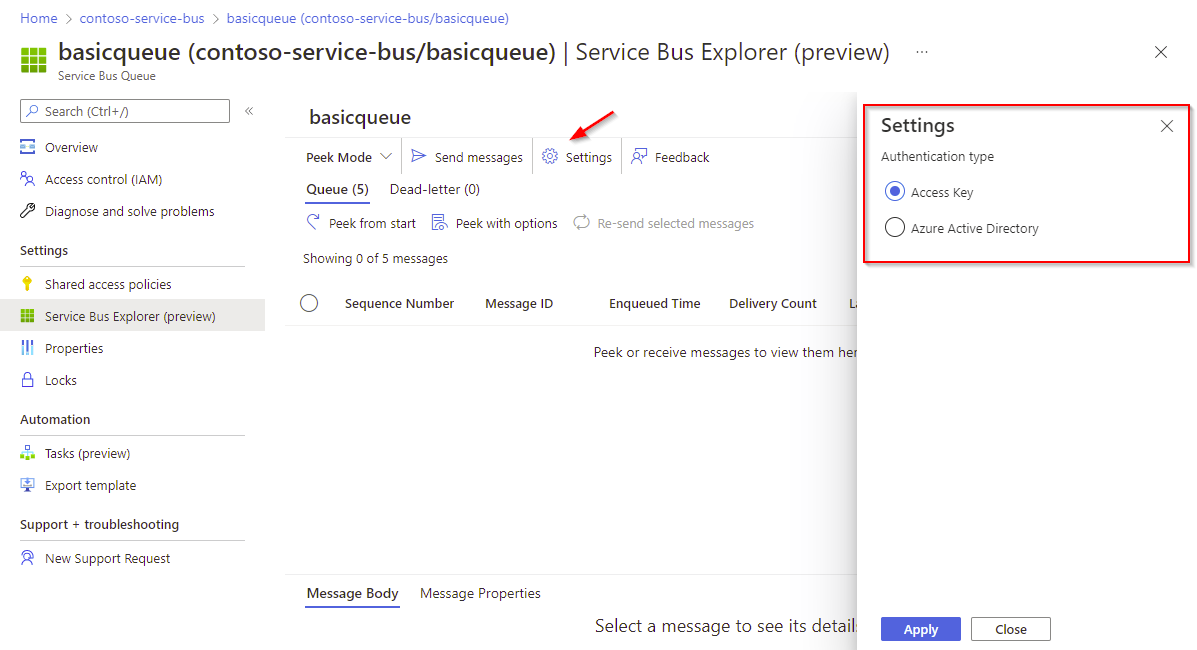 Home > contoso-service-bus > basicqueue (contoso-service-bus/basicqueue)
basicqueue (contoso-service-bus/basicqueue) | Service Bus Explorer (preview) ...
Service Bus Queue
Search (Ctrl+/) «
Overview
Access control (IAM)
Diagnose and solve problems
Settings
Shared access policies
Service Bus Explorer (preview)
Properties
Locks
Automation
Tasks (preview)
Export template
Support + troubleshooting
New Support Request
basicqueue
Peek Mode Send messages Settings Feedback
Queue (5) Dead-letter (0)
Peek from start Peek with options Re-send selected messages
Showing 0 of 5 messages
Sequence Number Message ID Enqueued Time Delivery Count
Peek or receive messages to view them her
Message Body Message Properties
Select a message to see its details
Settings
Authentication type
Access Key
Azure Active Directory
Apply Close